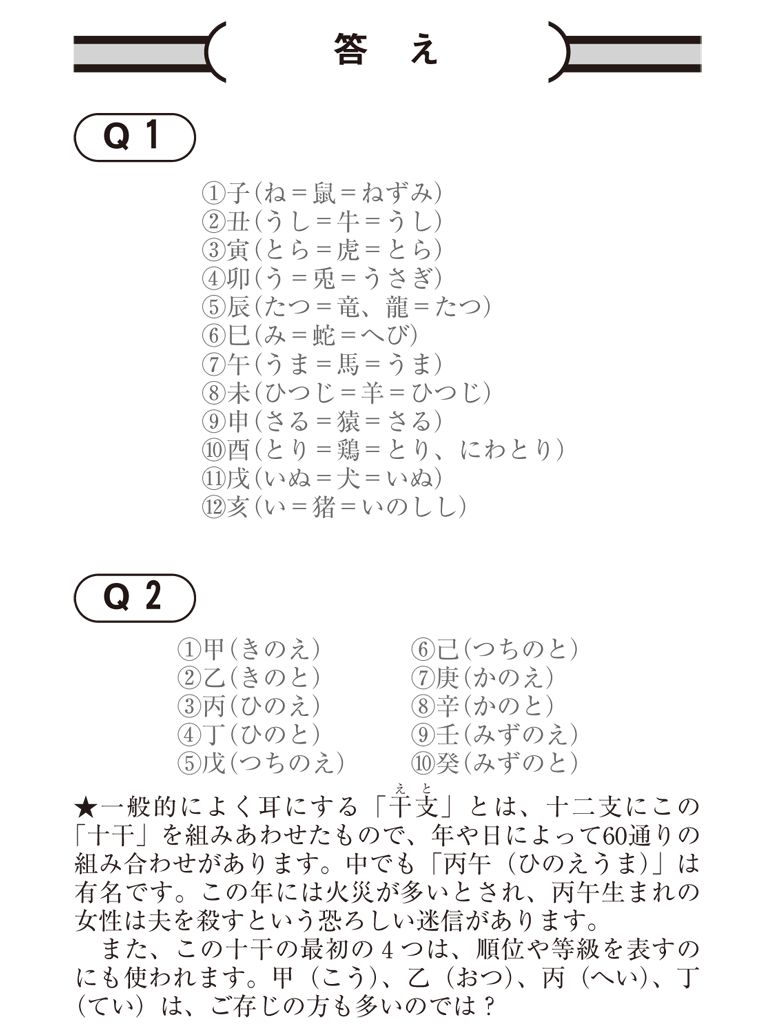 答 え
Q 1
①子(ね＝鼠＝ねずみ)
②丑(うし＝牛＝うし)
③寅(とら＝虎＝とら)
④卯(う＝兎＝うさぎ)
⑤辰(たつ＝竜、龍＝たつ)
⑥巳(み＝蛇＝へび)
⑦午(うま＝馬＝うま)
⑧未(ひつじ＝羊＝ひつじ)
⑨申(さる＝猿＝さる)
⑩酉(とり＝鶏＝とり、にわとり)
⑪戌(いぬ＝犬＝いぬ)
⑫亥(い＝猪＝いのしし)
Q 2
①甲(きのえ)
②乙(きのと)
③丙(ひのえ)
④丁(ひのと)
⑤戊(つちのえ)
⑥己(つちのと)
⑦庚(かのえ)
⑧辛(かのと)
⑨壬(みずのえ)
⑩癸(みずのと)
えと
★一般的によく耳にする「干支」とは、十二支にこの
「十干」を組みあわせたもので、年や日によって60通りの
組み合わせがあります。中でも「丙午（ひのえうま）」は
有名です。この年には火災が多いとされ、丙午生まれの
女性は夫を殺すという恐ろしい迷信があります。
また、この十干の最初の4つは、順位や等級を表すの
にも使われます。甲（こう）、乙（おつ）、丙（へい）、丁
（てい）は、ご存じの方も多いのでは？